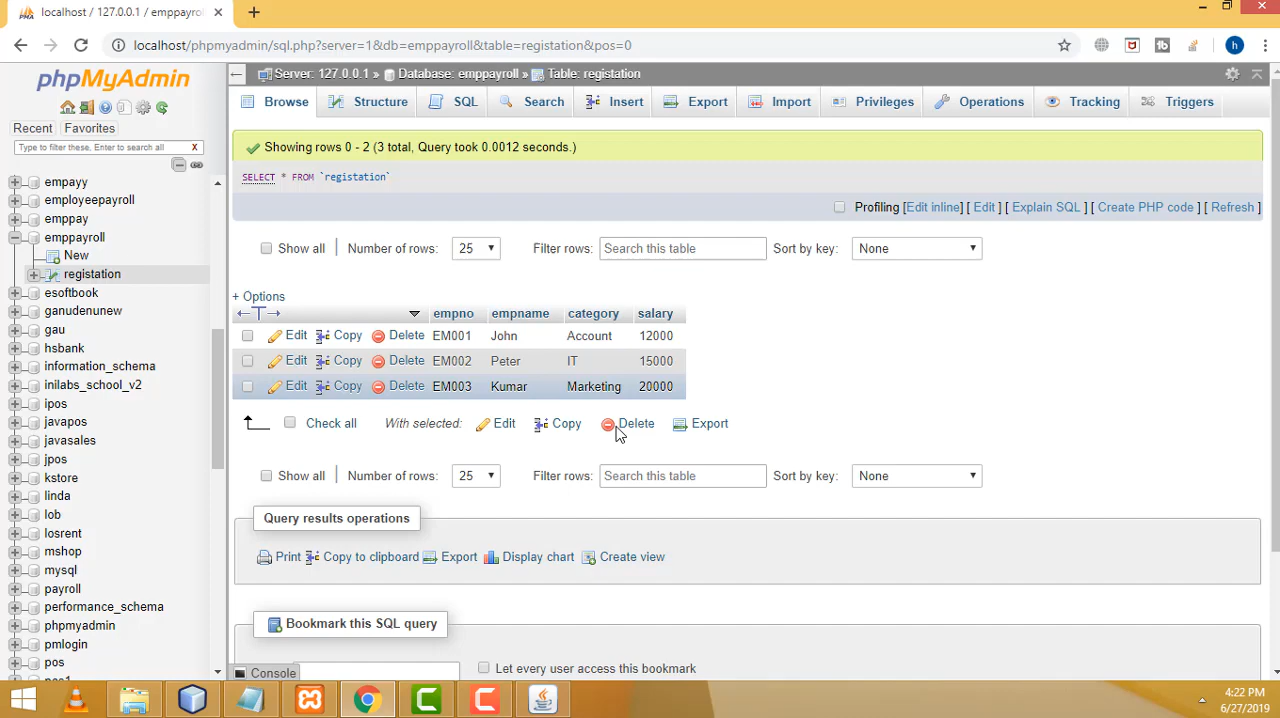 localhost / 127.0.0.1 / emppayro
localhost/phpmyadmin/sql.php?server=1&db=emppayroll&table=registation&pos=0
h
phpMyAdmin
Recent Favorites
Type to filter these. Enter to search all X
empayy
employeepayroll
emppay
emppayroll
New
registation
esoftbook
ganudenunew
gau
hsbank
information_schema
inilabs_school_v2
ipos
javapos
javasales
jpos
kstore
linda
lob
losrent
mshop
mysql
payroll
performance_schema
phpmyadmin
pmlogin
pos
Server: 127.0.0.1 » Database: emppayroll » Table: registation
Browse Structure SQL Search Insert Export Import Privileges Operations Tracking Triggers
Showing rows 0 - 2 (3 total, Query took 0.0012 seconds.)
SELECT * FROM `registation`
Profiling [Edit inline] [ Edit ] [ Explain SQL ] [ Create PHP code ] [ Refresh ]
Show all Number of rows: 25 Filter rows: Search this table Sort by key: None
+ Options
empno empname category salary
Edit Copy Delete EM001 John Account 12000
Edit Copy Delete EM002 Peter IT 15000
Edit Copy Delete EM003 Kumar Marketing 20000
Check all With selected: Edit Copy Delete Export
Show all Number of rows: 25 Filter rows: Search this table Sort by key: None
Query results operations
Print Copy to clipboard Export Display chart Create view
Bookmark this SQL query
Console Let every user access this bookmark
4:22 PM
6/27/2019